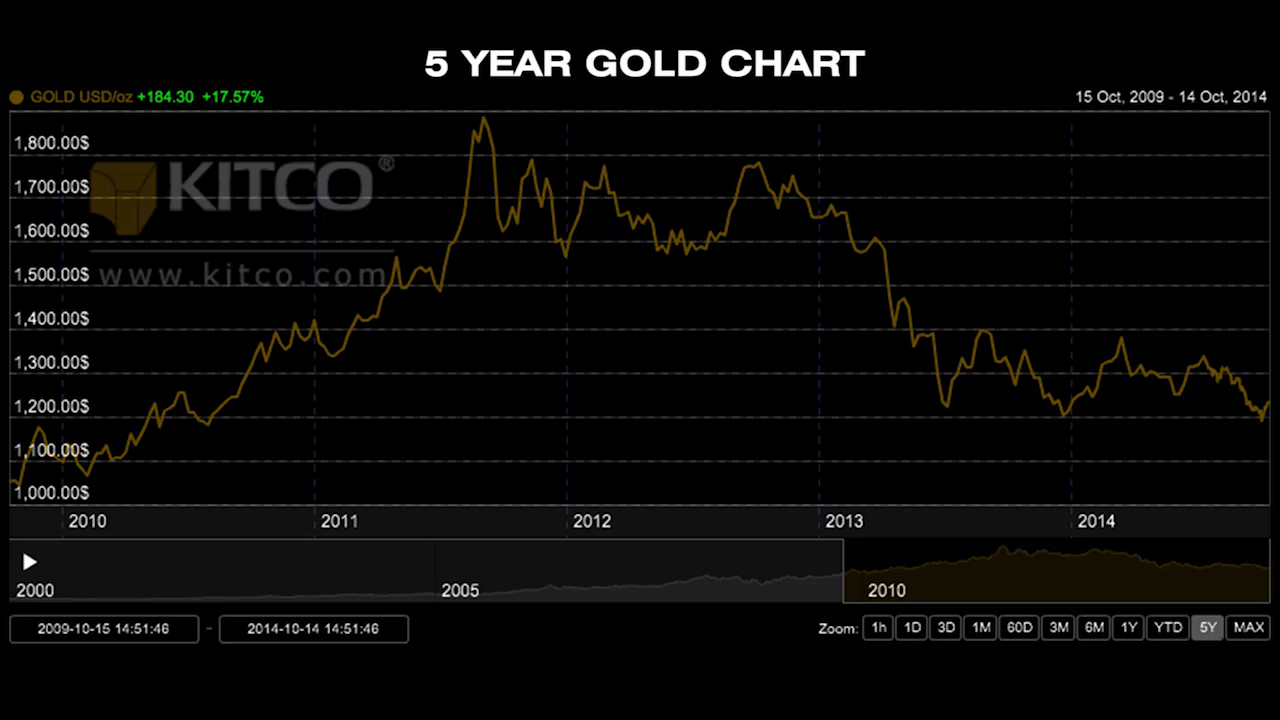 5 YEAR GOLD CHART
GOLD USD/oz +184.30 +17.57%
15 Oct, 2009 - 14 Oct, 2014
1,800.00$
KITCO®
1,700.00$
1,600.00$
www.kitco.com
1,500.00$
1,400.00$
1,300.00$
1,200.00$
1,100.00$
1,000.00$
2010 2011 2012 2013 2014
2000 2005 2010
2009-10-15 14:51:46 - 2014-10-14 14:51:46
Zoom: 1h 1D 3D 1M 60D 3M 6M 1Y YTD 5Y MAX